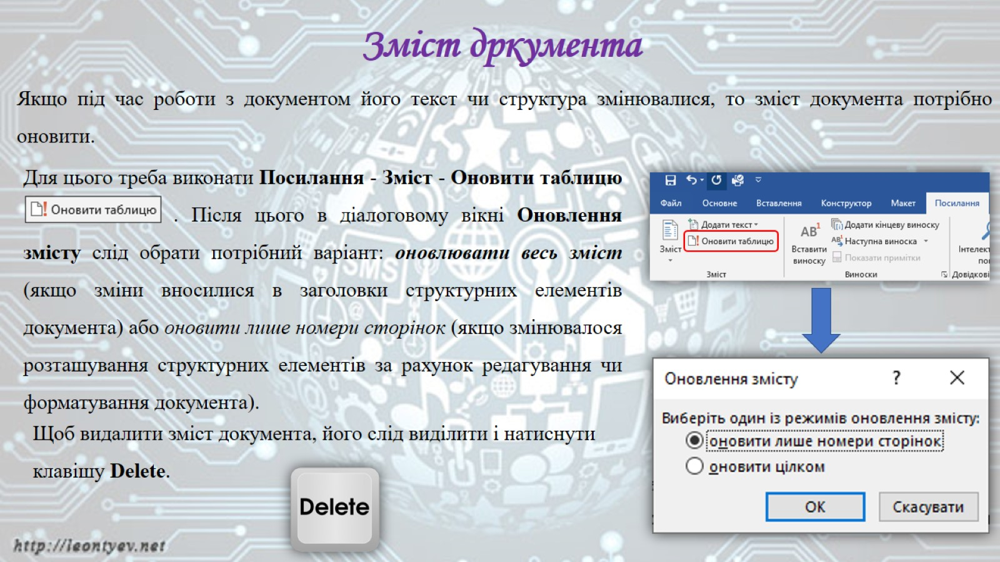 Зміст дркумента
Якщо під час роботи з документом його текст чи структура змінювалися, то зміст документа потрібно
оновити.
Для цього треба виконати Посилання - Зміст - Оновити таблицю
Оновити таблицю . Після цього в діалоговому вікні Оновлення
змісту слід обрати потрібний варіант: оновлювати весь зміст
(якщо зміни вносилися в заголовки структурних елементів
документа) або оновити лише номери сторінок (якщо змінювалося
розташування структурних елементів за рахунок редагування чи
форматування документа).
Щоб видалити зміст документа, його слід виділити і натиснути
клавішу Delete.
Delete
http://leontyev.net
Файл Основне Вставлення Конструктор Макет Посилання
Зміст
Додати текст
Оновити таблицю
Зміст
AB1
Вставити
виноску
Додати кінцеву виноску
Наступна виноска
Показати примітки
Виноски
Інтелект
пош
Довідкові
Оновлення змісту ?
Виберіть один із режимів оновлення змісту:
оновити лише номери сторінок
оновити цілком
ОК Скасувати
SMS